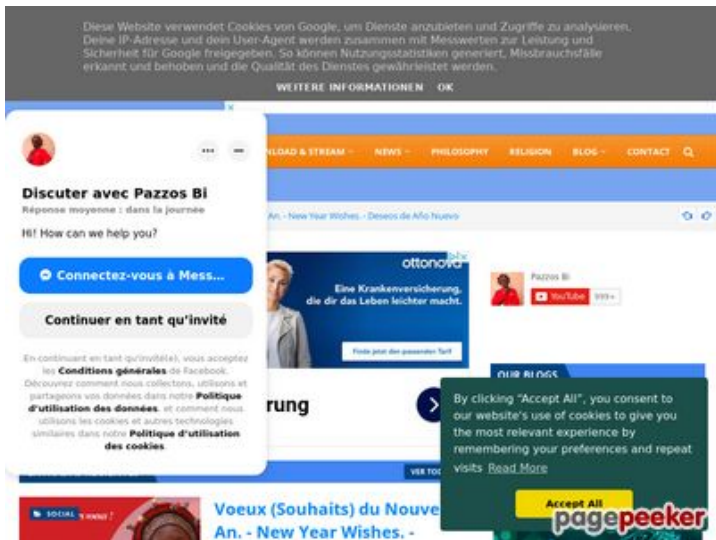 Diese Website verwendet Cookies von Google, um Dienste anzubieten und Zugriffe zu analysieren.
Deine IP-Adresse und dein User-Agent werden zusammen mit Messwerten zur Leistung und
Sicherheit für Google freigegeben. So können Nutzungsstatistiken generiert, Missbrauchsfälle
erkannt und behoben und die Qualität des Dienstes gewährleistet werden.
WEITERE INFORMATIONEN OK
& STREAM NEWS PHILOSOPHY RELIGION BLOG CONTACT
Discuter avec Pazzos Bi
Réponse moyenne : dans la journée
Hi! How can we help you?
Connectez-vous à Mess...
Continuer en tant qu'invité
En continuant en tant qu'invité(e), vous acceptez
les Conditions générales de Facebook.
Découvrez comment nous collectons, utilisons et
partageons vos données dans notre Politique
d'utilisation des données, et comment nous
utilisons les cookies et autres technologies
similaires dans notre Politique d'utilisation
des cookies.
An. - New Year Wishes. - Deseos de Año Nuevo
ottonova
Eine Krankenversicherung,
die dir das Leben leichter macht.
Finde jetzt den passenden Tarif
Pazzos Bi
YouTube 999+
OUR BLOGS
rung
By clicking “Accept All”, you consent to
our website's use of cookies to give you
the most relevant experience by
remembering your preferences and repeat
visits Read More
Accept All
SOCIAL
Voeux (Souhaits) du Nouve
An. - New Year Wishes. -
pagepeeker